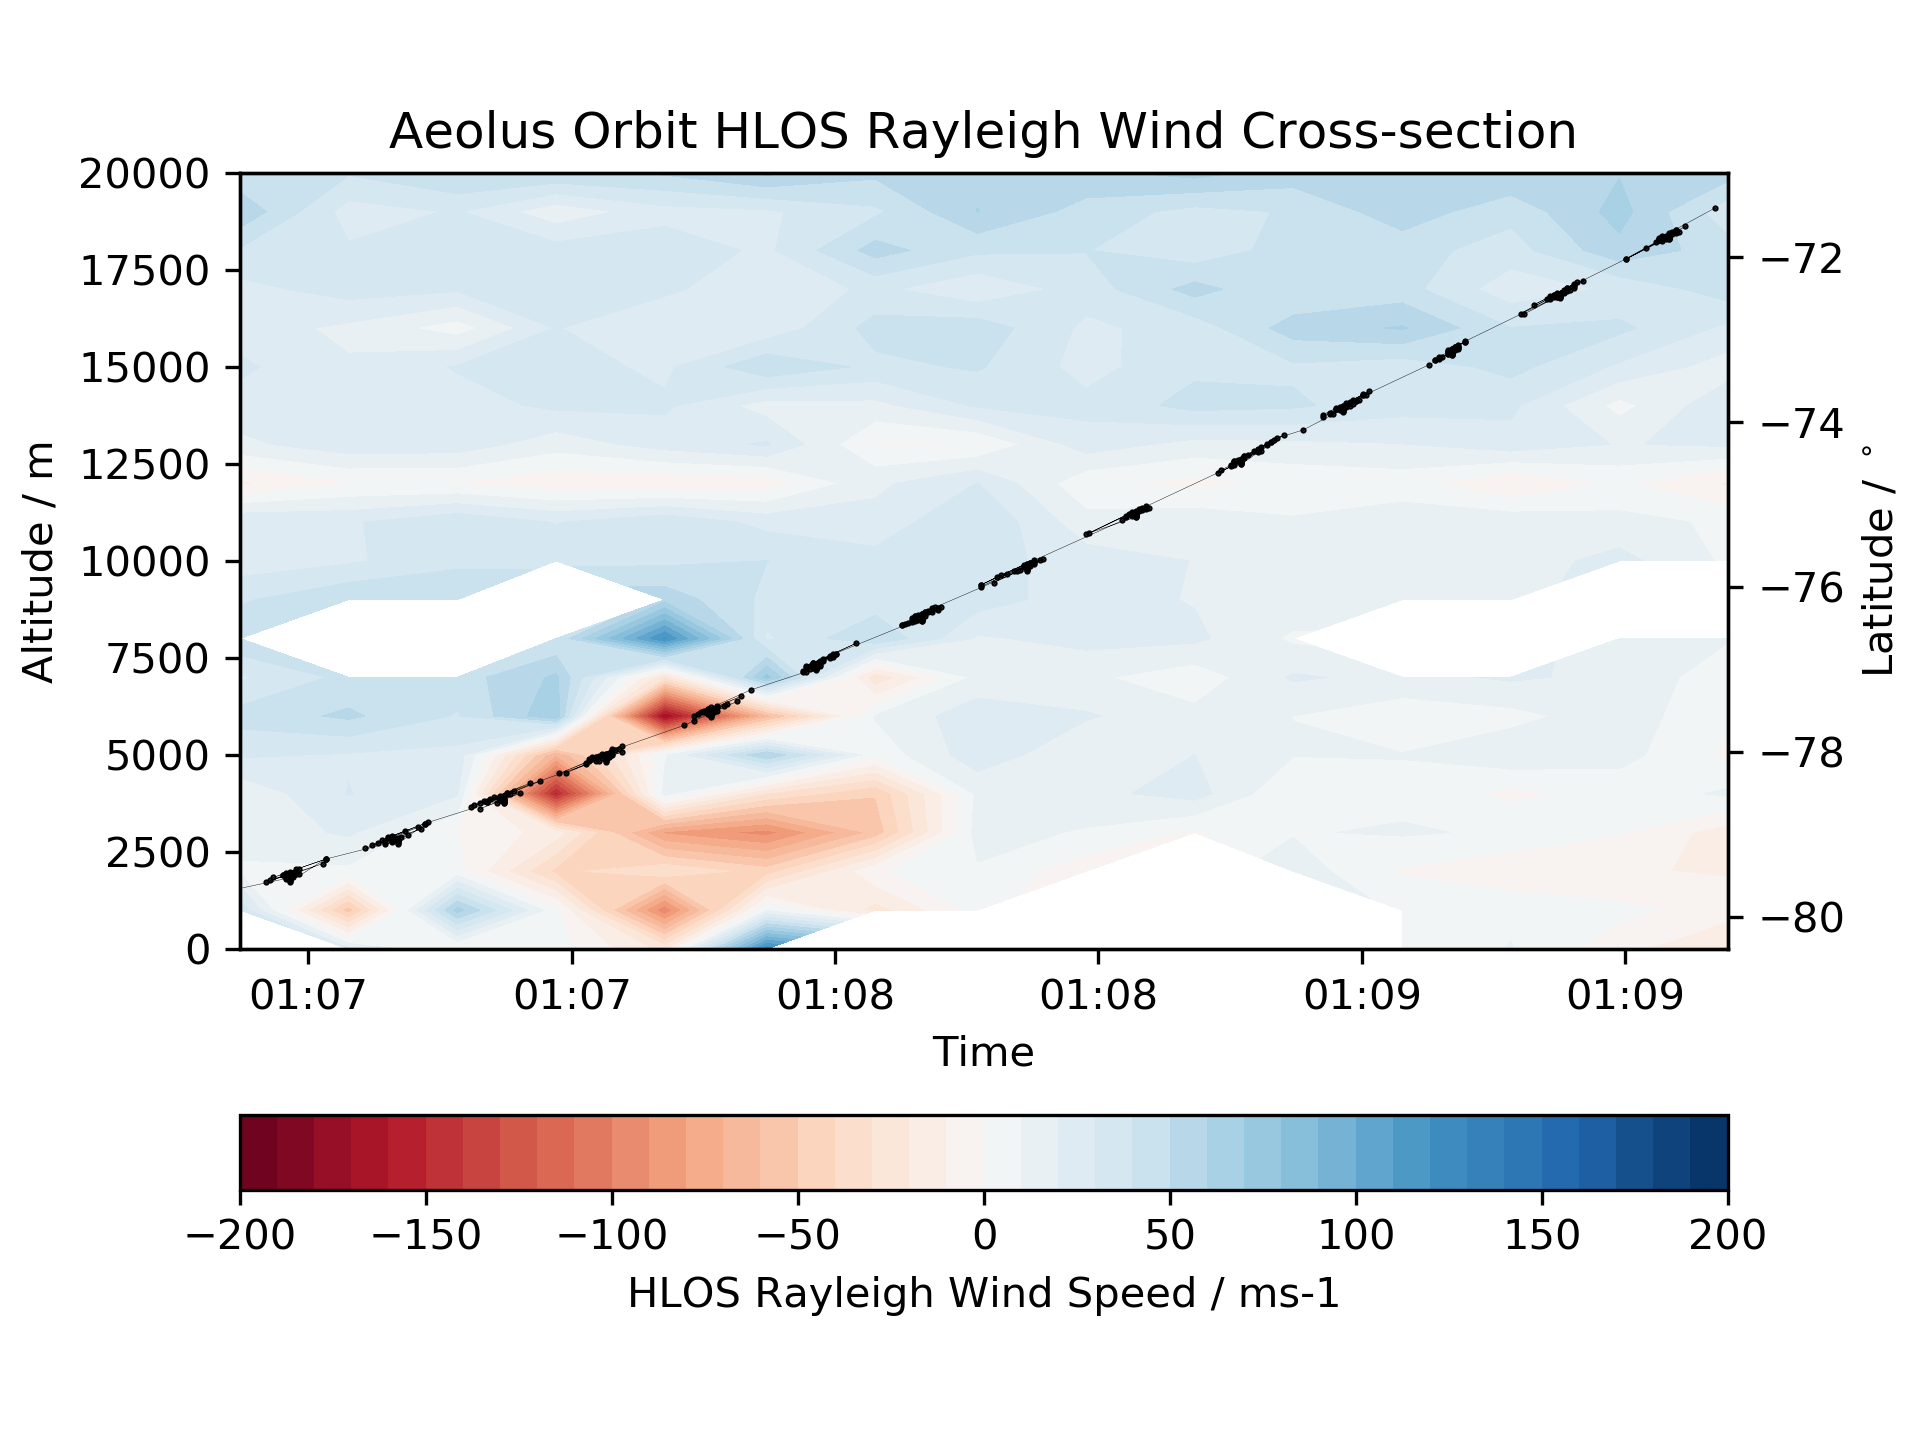 Aeolus Orbit HLOS Rayleigh Wind Cross-section
20000
17500
15000
12500
10000
7500
5000
2500
0
Altitude / m
−72
−74
−76
−78
−80
Latitude / °
01:07 01:07 01:08 01:08 01:09 01:09
Time
−200 −150 −100 −50 0 50 100 150 200
HLOS Rayleigh Wind Speed / ms-1